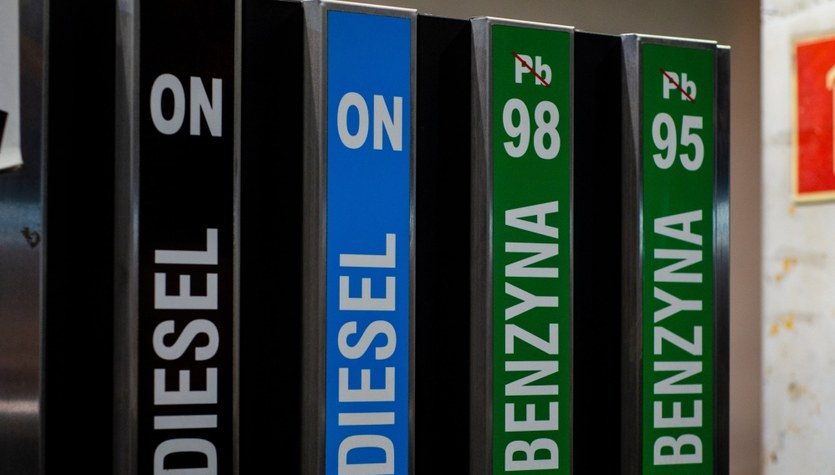 ON
DIESEL
ON
DIESEL
Pb
98
BENZYNA
Pb
95
BENZYNA